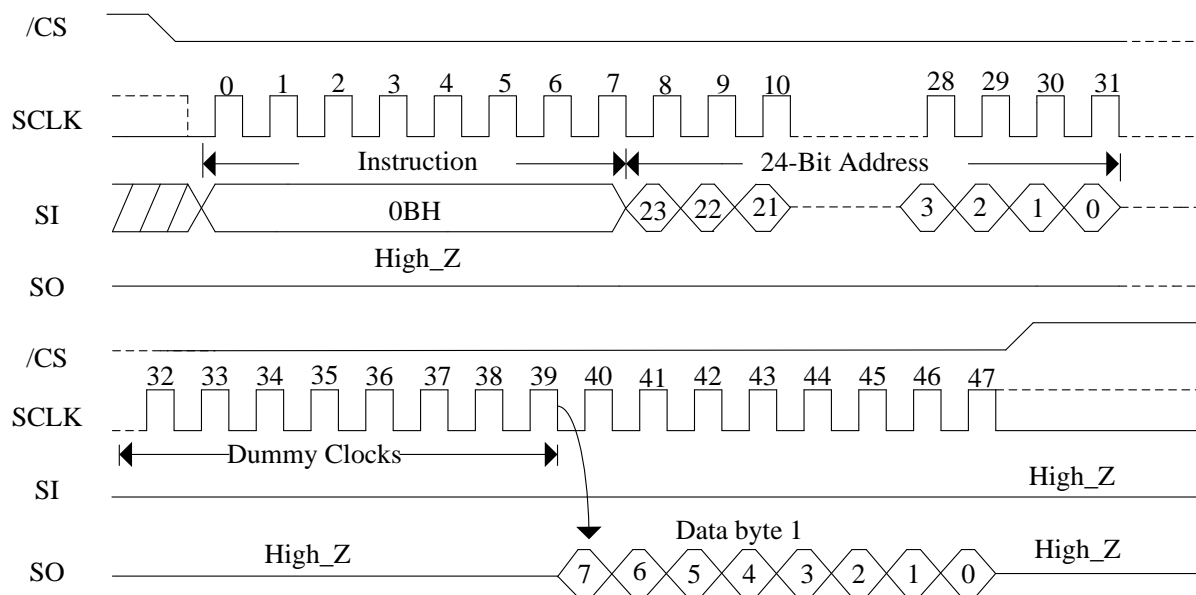 /CS
0 1 2 3 4 5 6 7 8 9 10 28 29 30 31
SCLK
Instruction 24-Bit Address
SI 0BH 23 22 21 3 2 1 0
High_Z
SO
/CS
32 33 34 35 36 37 38 39 40 41 42 43 44 45 46 47
SCLK
Dummy Clocks
SI High_Z
Data byte 1
High_Z High_Z
SO 7 6 5 4 3 2 1 0